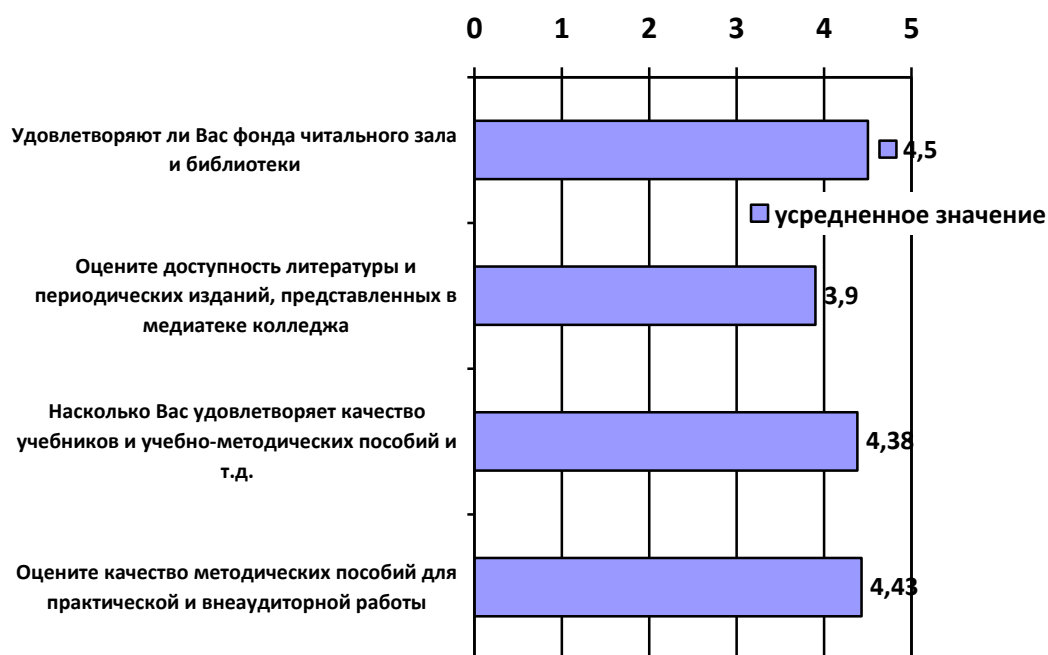 0 1 2 3 4 5
Удовлетворяют ли Вас фонда читального зала
и библиотеки
4,5
усредненное значение
Оцените доступность литературы и
периодических изданий, представленных в
медиатеке колледжа
3,9
Насколько Вас удовлетворяет качество
учебников и учебно-методических пособий и
т.д.
4,38
Оцените качество методических пособий для
практической и внеаудиторной работы
4,43